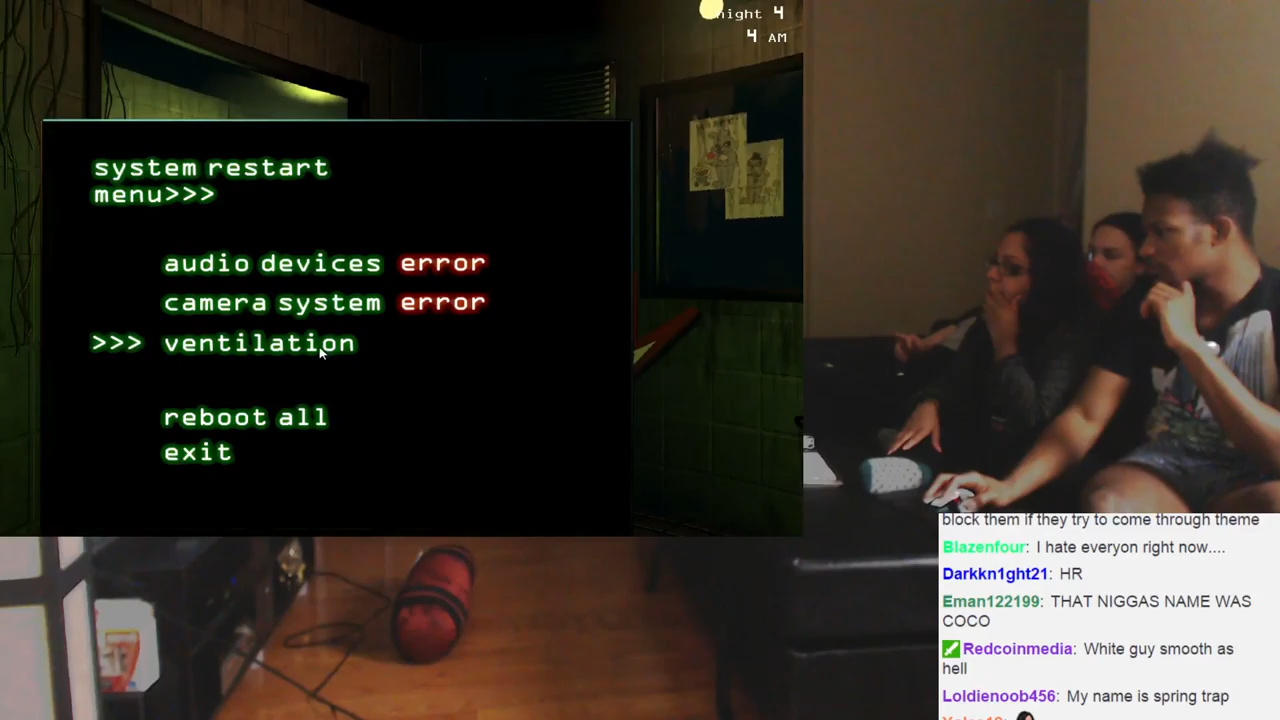 night 4
4 AM
system restart
menu>>>
audio devices error
camera system error
>>> ventilation
reboot all
exit
block them if they try to come through theme
Blazenfour: I hate everyon right now....
Darkkn1ght21: HR
Eman122199: THAT NIGGAS NAME WAS
COCO
Redcoinmedia: White guy smooth as
hell
Loldienoob456: My name is spring trap